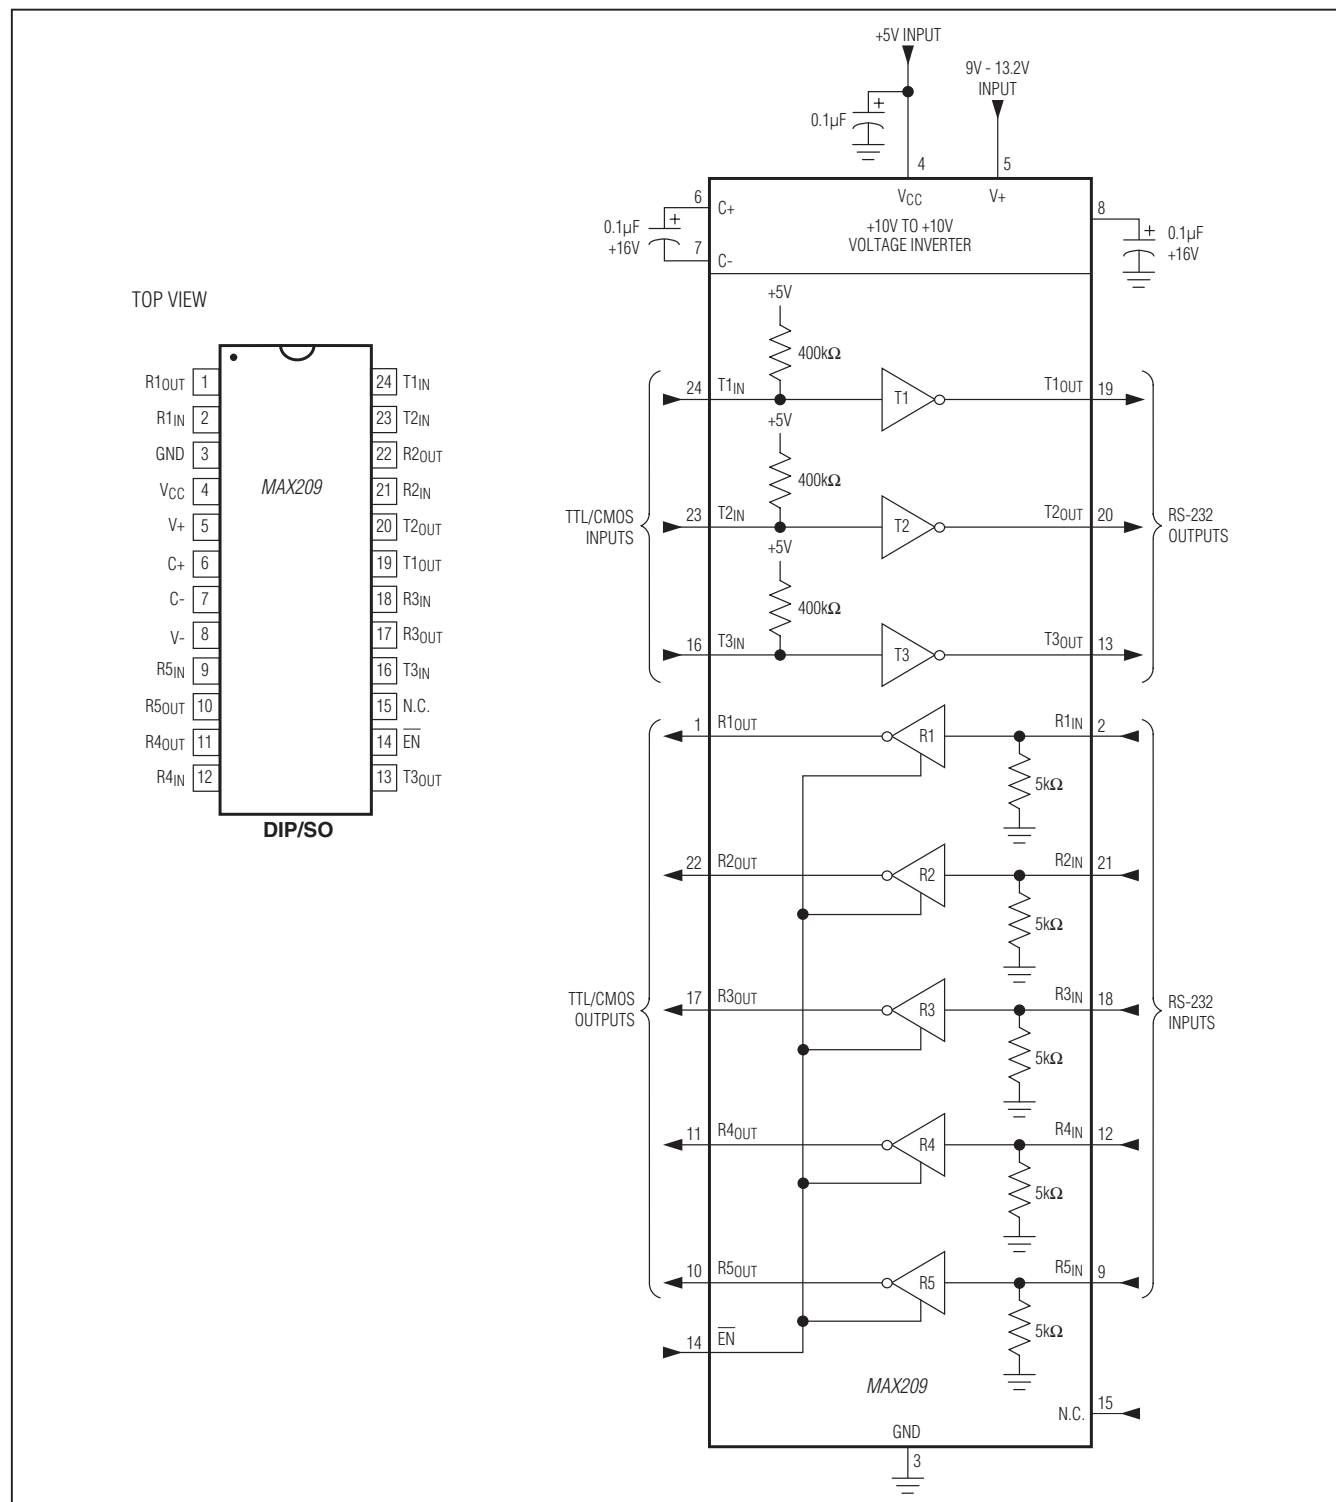 TOP VIEW
R1OUT 1
R1IN 2
GND 3
VCC 4
V+ 5
C+ 6
C- 7
V- 8
R5IN 9
R5OUT 10
R4OUT 11
R4IN 12
MAX209
24 T1IN
23 T2IN
22 R2OUT
21 R2IN
20 T2OUT
19 T1OUT
18 R3IN
17 R3OUT
16 T3IN
15 N.C.
14 EN
13 T3OUT
DIP/SO
+5V INPUT
9V - 13.2V
INPUT
0.1µF +
4
5
VCC
V+
+10V TO +10V
VOLTAGE INVERTER
6
C+
0.1µF +
+16V
7
C-
8
+ 0.1µF
+16V
+5V
400kΩ
24 T1IN T1 T1OUT 19
+5V
400kΩ
TTL/CMOS
INPUTS
23 T2IN T2 T2OUT 20
RS-232
OUTPUTS
+5V
400kΩ
16 T3IN T3 T3OUT 13
1 R1OUT R1 R1IN 2
5kΩ
22 R2OUT R2 R2IN 21
5kΩ
TTL/CMOS
OUTPUTS
17 R3OUT R3 R3IN 18
RS-232
INPUTS
5kΩ
11 R4OUT R4 R4IN 12
5kΩ
10 R5OUT R5 R5IN 9
5kΩ
14 EN
MAX209
N.C. 15
GND
3